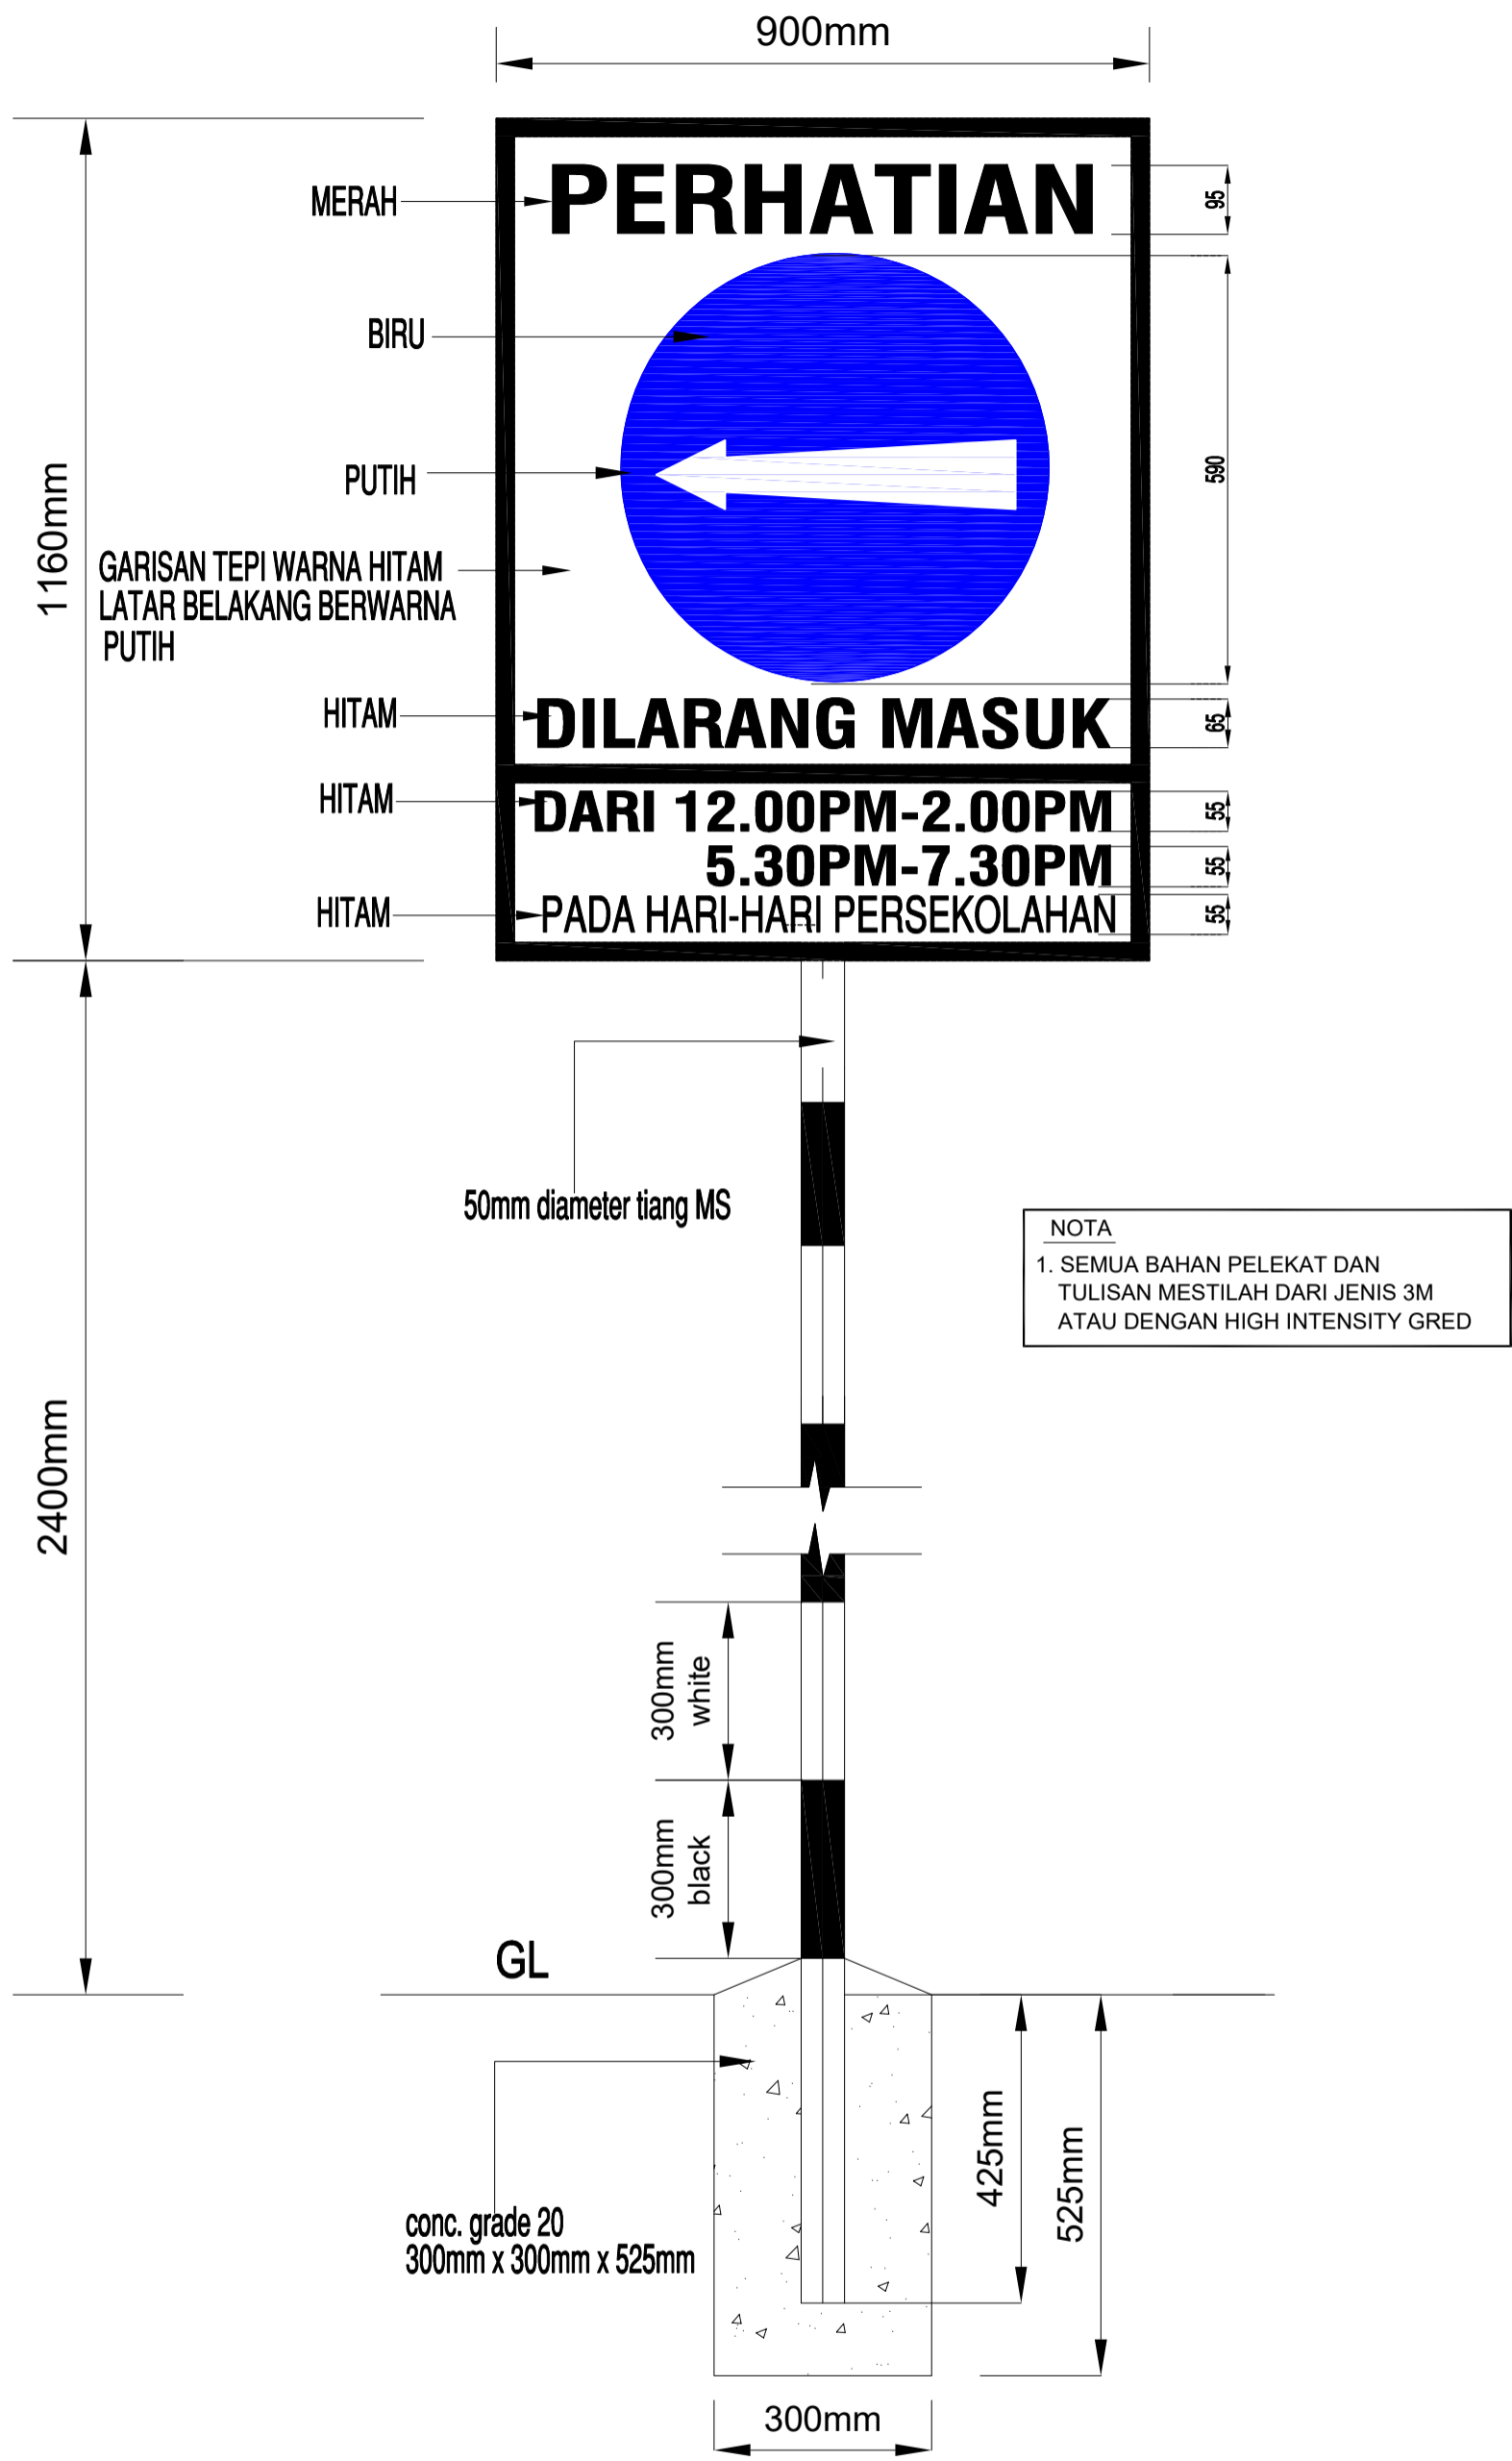 900mm
PERHATIAN
MERAH
95
BIRU
590
PUTIH
1160mm
GARISAN TEPI WARNA HITAM
LATAR BELAKANG BERWARNA
PUTIH
HITAM
DILARANG MASUK
65
HITAM
DARI 12.00PM-2.00PM
55
5.30PM-7.30PM
55
HITAM
PADA HARI-HARI PERSEKOLAHAN
55
50mm diameter tiang MS
NOTA
1. SEMUA BAHAN PELEKAT DAN
TULISAN MESTILAH DARI JENIS 3M
ATAU DENGAN HIGH INTENSITY GRED
2400mm
300mm
white
300mm
black
GL
425mm
525mm
conc. grade 20
300mm x 300mm x 525mm
300mm